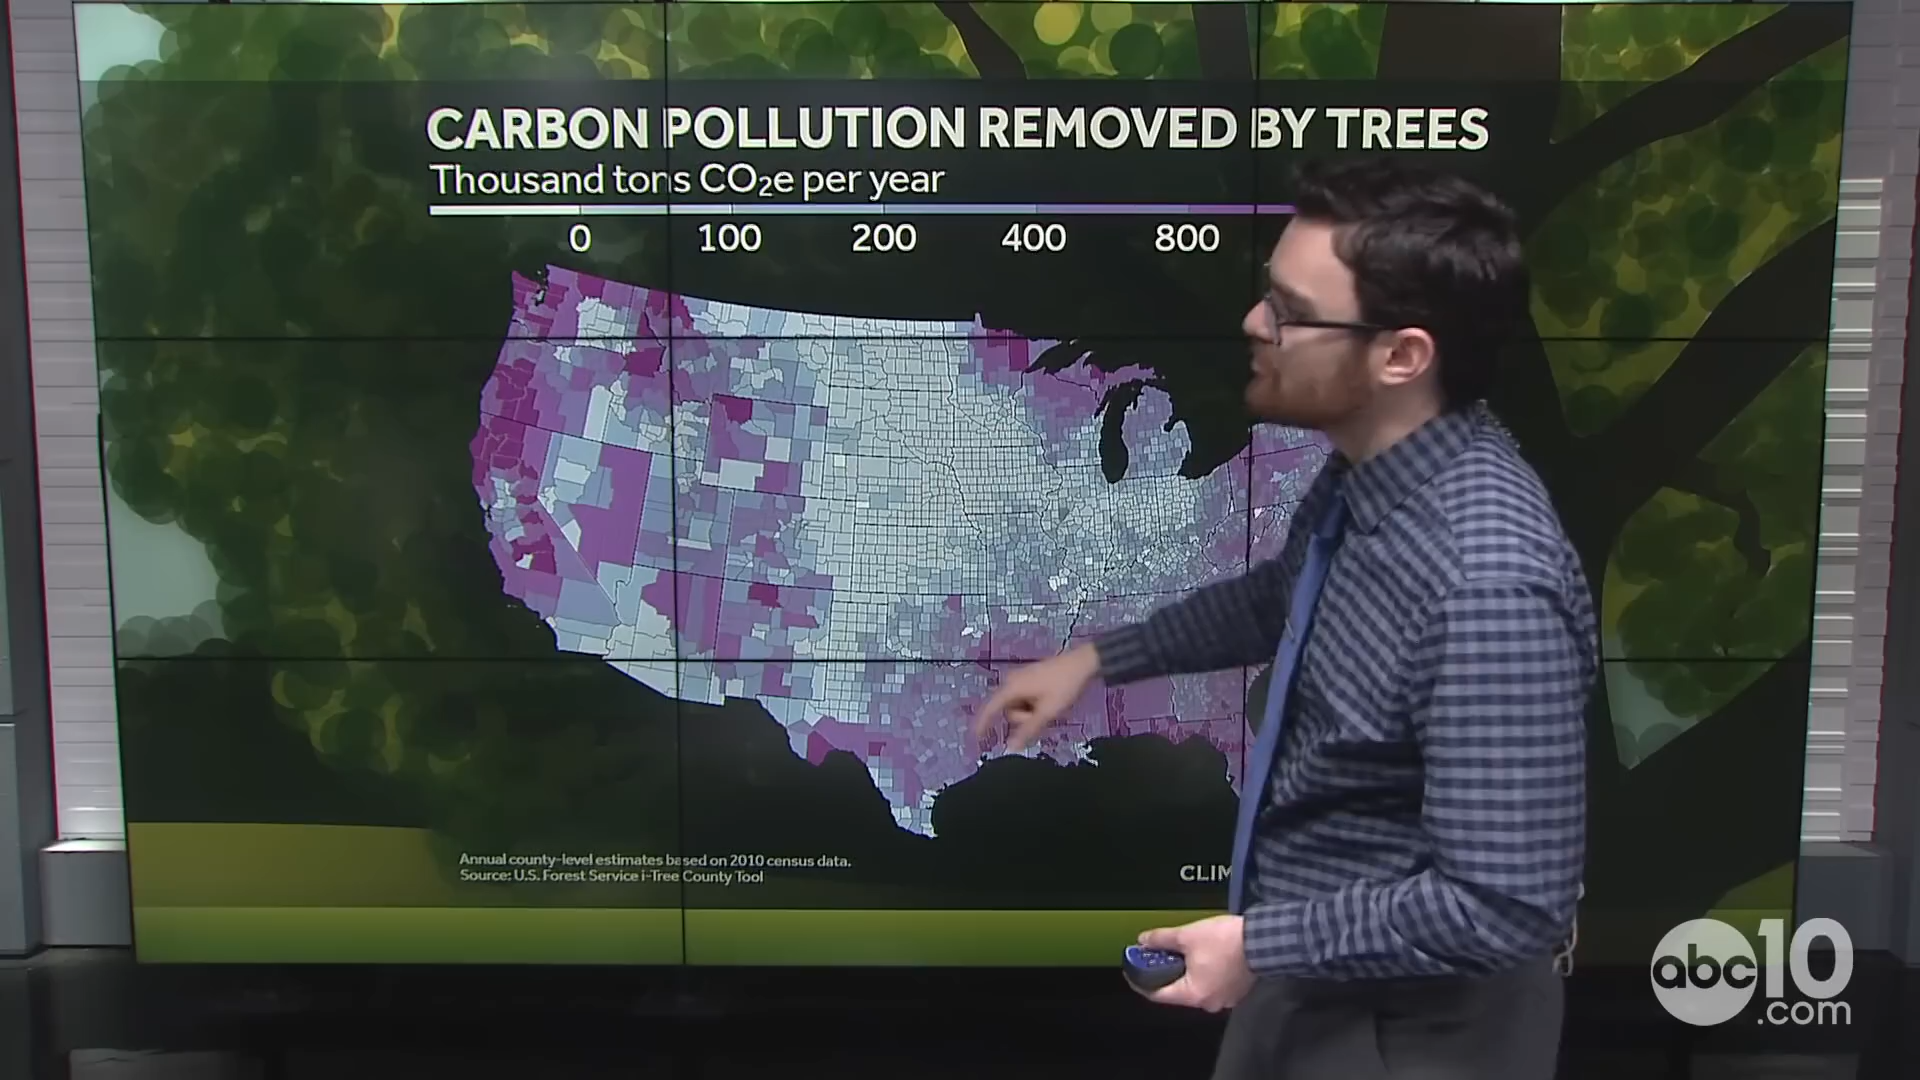 CARBON POLLUTION REMOVED BY TREES
Thousand tons CO₂e per year
0 100 200 400 800
Annual county-level estimates based on 2010 census data.
Source: U.S. Forest Service i-Tree County Tool
CLIM
abc10
.com